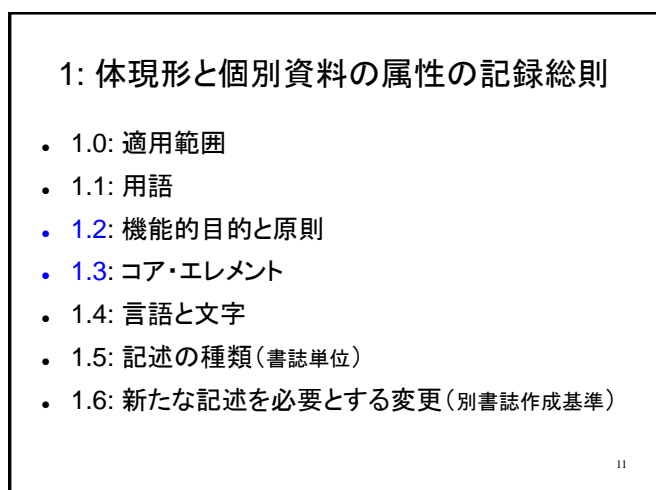 1: 体現形と個別資料の属性の記録総則
• 1.0: 適用範囲
• 1.1: 用語
• 1.2: 機能的目的と原則
• 1.3: コア・エレメント
• 1.4: 言語と文字
• 1.5: 記述の種類（書誌単位）
• 1.6: 新たな記述を必要とする変更（別書誌作成基準）
11